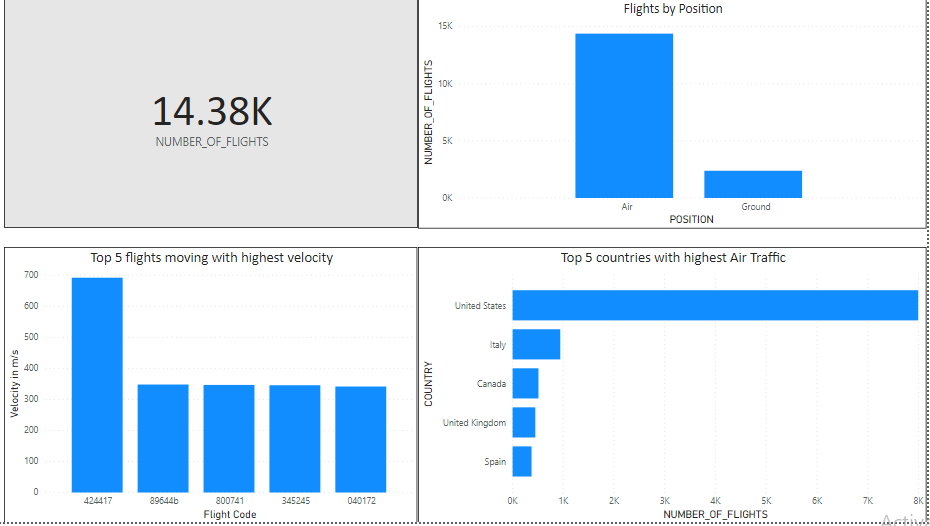 14.38K
NUMBER_OF_FLIGHTS
Flights by Position
NUMBER_OF_FLIGHTS
15K
10K
5K
0K
Air Ground
POSITION
Top 5 flights moving with highest velocity
Velocity in m/s
700
600
500
400
300
200
100
0
424417 89644b 800741 345245 040172
Flight Code
Top 5 countries with highest Air Traffic
COUNTRY
United States
Italy
Canada
United Kingdom
Spain
0K 1K 2K 3K 4K 5K 6K 7K 8K
NUMBER_OF_FLIGHTS